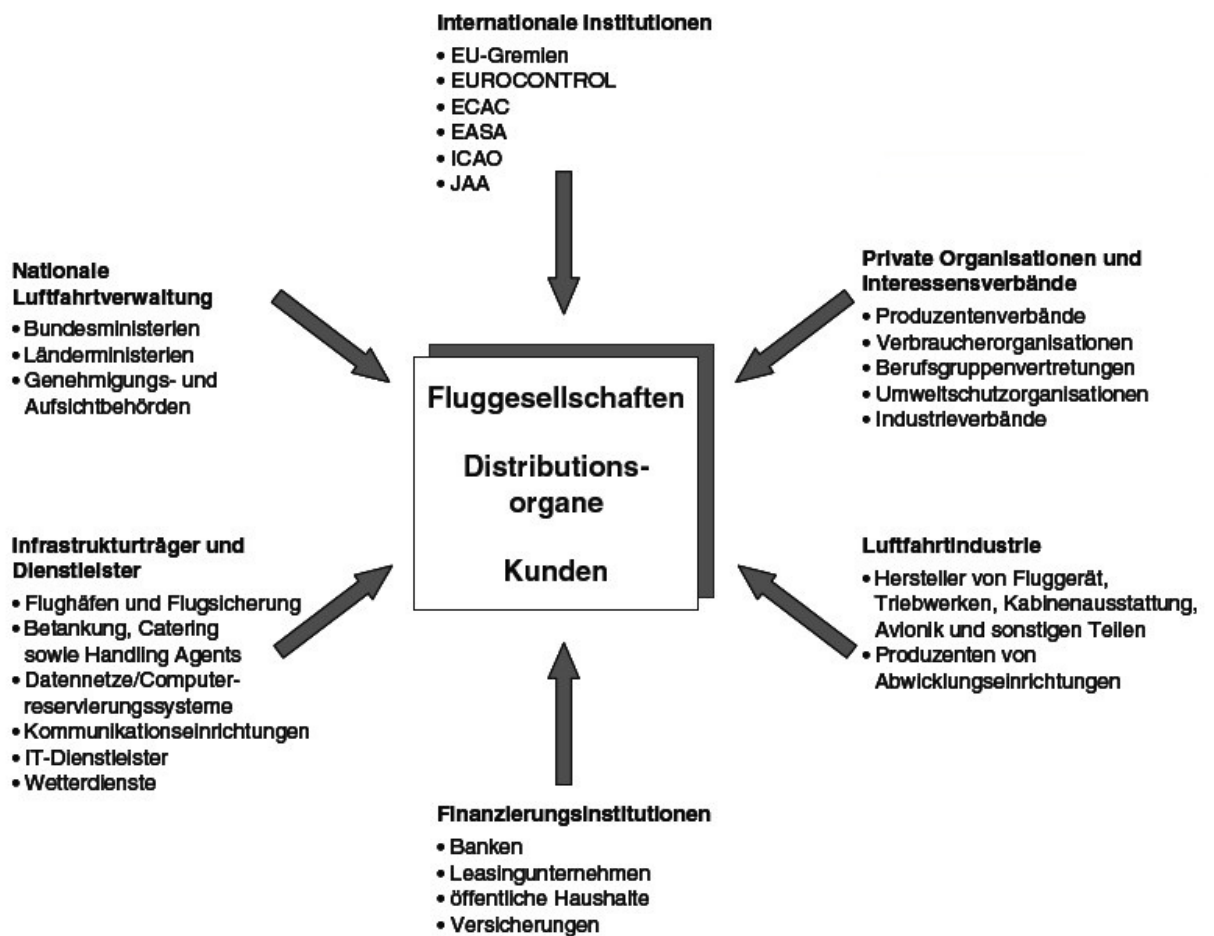 Internationale Institutionen
• EU-Gremien
• EUROCONTROL
• ECAC
• EASA
• ICAO
• JAA
Nationale
Luftfahrtverwaltung
• Bundesministerien
• Länderministerien
• Genehmigungs- und
Aufsichtbehörden
Private Organisationen und
Interessensverbände
• Produzentenverbände
• Verbraucherorganisationen
• Berufsgruppenvertretungen
• Umweltschutzorganisationen
• Industrieverbände
Fluggesellschaften
Distributions-
organe
Kunden
Infrastrukturträger und
Dienstleister
• Flughäfen und Flugsicherung
• Betankung, Catering
sowie Handling Agents
• Datennetze/Computer-
reservierungssysteme
• Kommunikationseinrichtungen
• IT-Dienstleister
• Wetterdienste
Luftfahrtindustrie
• Hersteller von Fluggerät,
Triebwerken, Kabinenausstattung,
Avionik und sonstigen Teilen
• Produzenten von
Abwicklungseinrichtungen
Finanzierungsinstitutionen
• Banken
• Leasingunternehmen
• öffentliche Haushalte
• Versicherungen